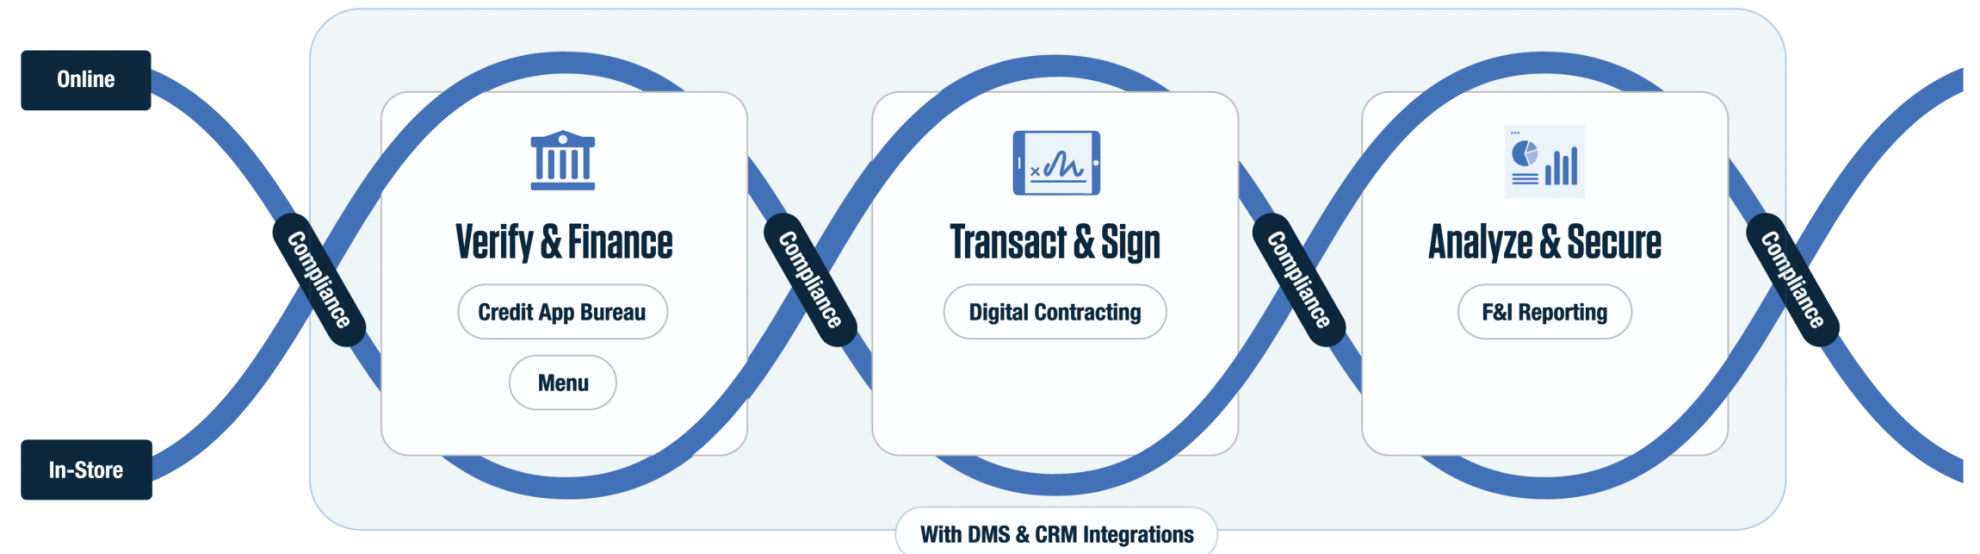 Online
In-Store
Compliance
Verify & Finance
Credit App Bureau
Menu
Compliance
Transact & Sign
Digital Contracting
Compliance
Analyze & Secure
F&I Reporting
Compliance
With DMS & CRM Integrations